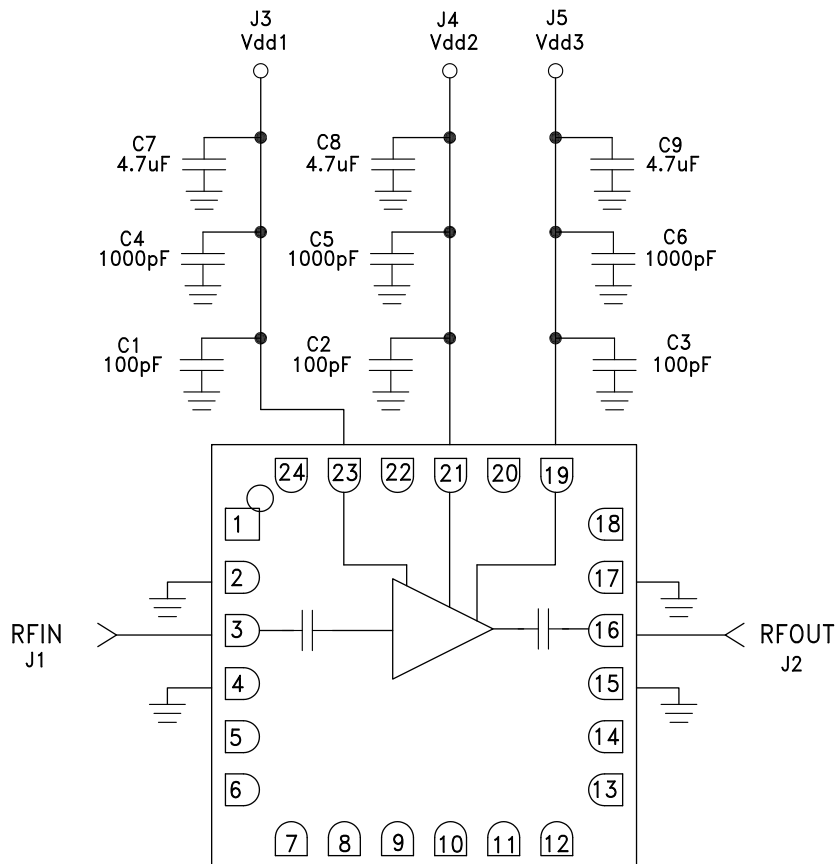 J3
Vdd1
J4
Vdd2
J5
Vdd3
C7
4.7uF
C8
4.7uF
C9
4.7uF
C4
1000pF
C5
1000pF
C6
1000pF
C1
100pF
C2
100pF
C3
100pF
24
23
22
21
20
19
1
18
2
17
RFIN
J1
3
16
RFOUT
J2
4
15
5
14
6
13
7
8
9
10
11
12